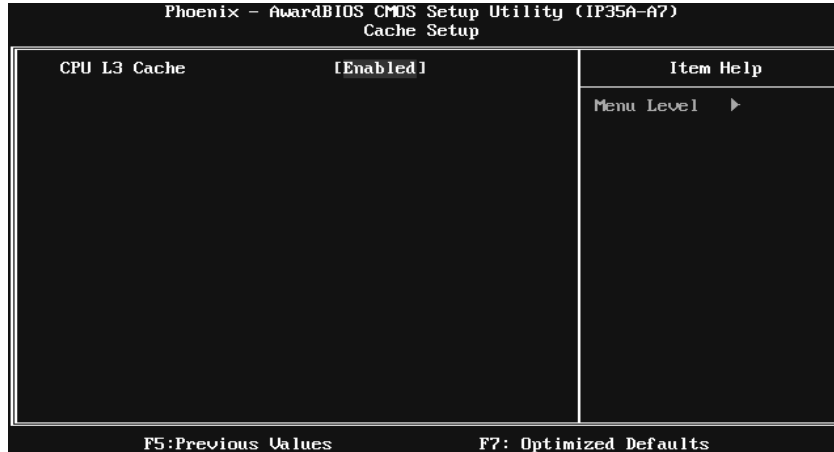 Phoenix - AwardBIOS CMOS Setup Utility (IP35A-A7)
Cache Setup
CPU L3 Cache [Enabled]
Item Help
Menu Level ▶
F5:Previous Values F7: Optimized Defaults